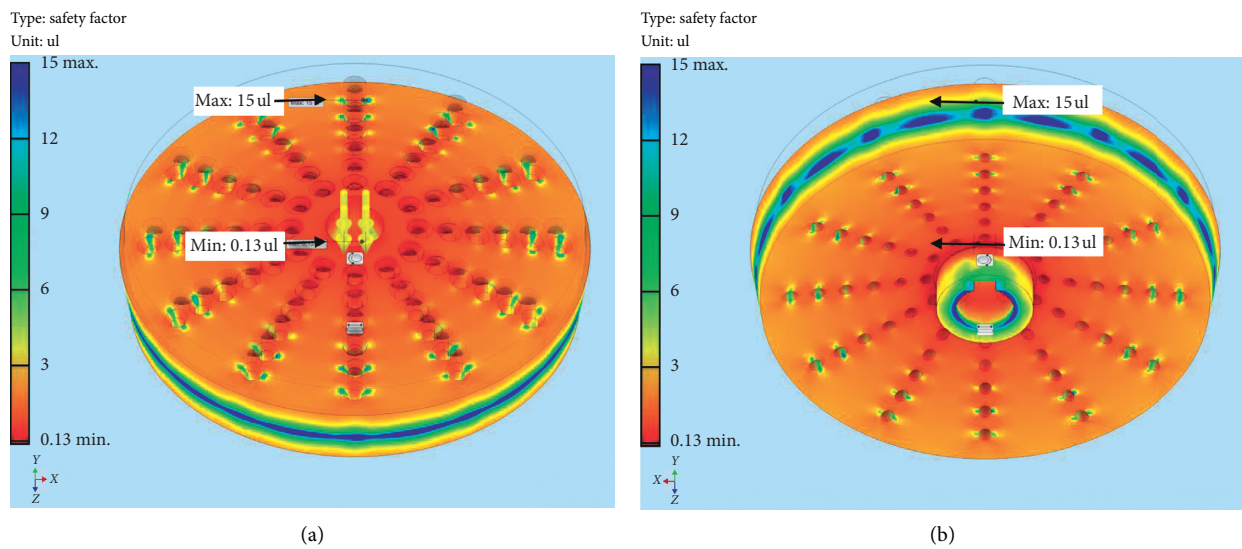 Type: safety factor
Unit: ul
15 max.
12
9
6
3
0.13 min.
Max: 15 ul
Min: 0.13 ul
Y
X
Z
(a)
Type: safety factor
Unit: ul
15 max.
12
9
6
3
0.13 min.
Max: 15 ul
Min: 0.13 ul
Y
X
Z
(b)